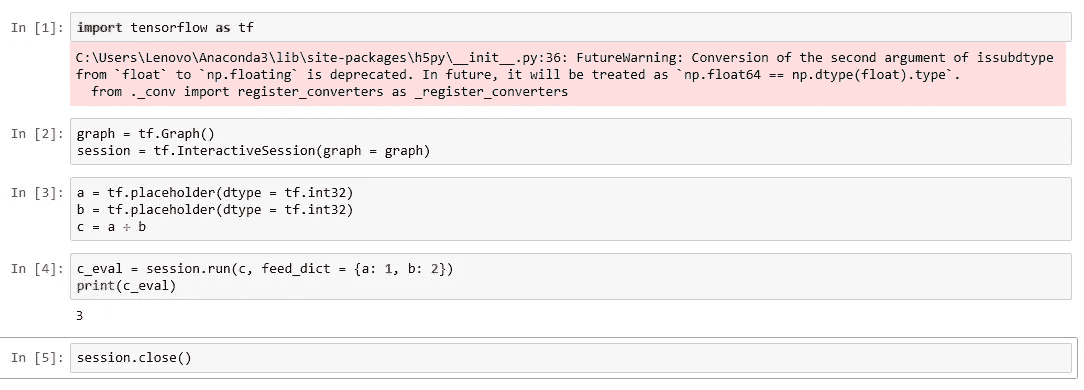 In [1]: import tensorflow as tf
C:\Users\Lenovo\Anaconda3\lib\site-packages\h5py\__init__.py:36: FutureWarning: Conversion of the second argument of issubdtype
from `float` to `np.floating` is deprecated. In future, it will be treated as `np.float64 == np.dtype(float).type`.
from ._conv import register_converters as _register_converters
In [2]: graph = tf.Graph()
session = tf.InteractiveSession(graph = graph)
In [3]: a = tf.placeholder(dtype = tf.int32)
b = tf.placeholder(dtype = tf.int32)
c = a ÷ b
In [4]: c_eval = session.run(c, feed_dict = {a: 1, b: 2})
print(c_eval)
3
In [5]: session.close()